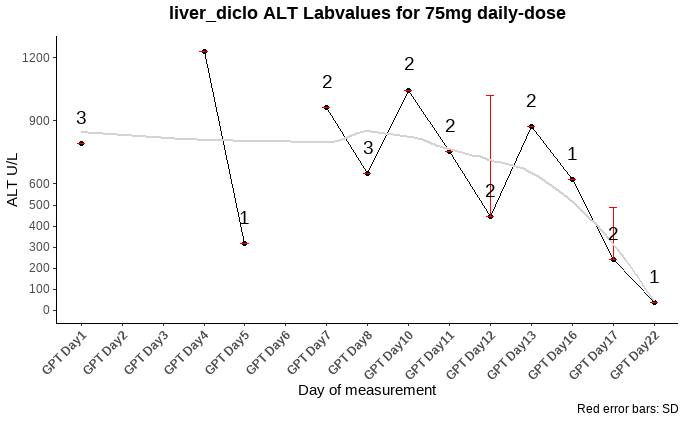 liver_diclo ALT Labvalues for 75mg daily-dose
ALT U/L
1200
900
600
500
400
300
200
100
0
3
1
2
3
2
2
2
2
1
2
1
GPT Day1
GPT Day2
GPT Day3
GPT Day4
GPT Day5
GPT Day6
GPT Day7
GPT Day8
GPT Day10
GPT Day11
GPT Day12
GPT Day13
GPT Day16
GPT Day17
GPT Day22
Day of measurement
Red error bars: SD